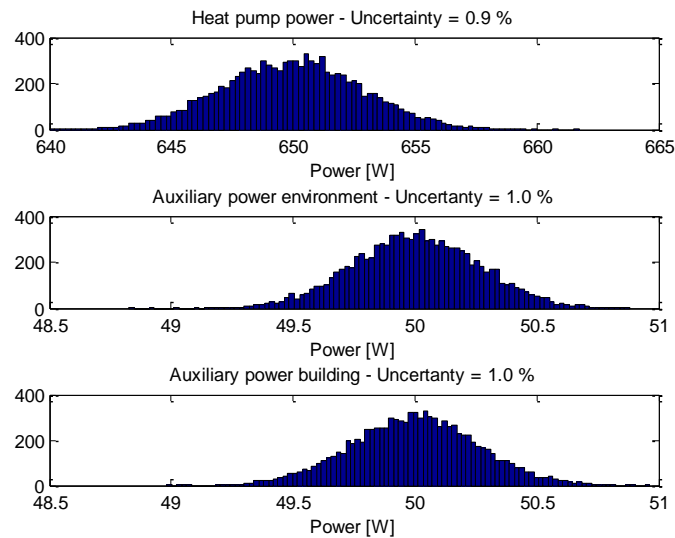 Heat pump power - Uncertainty = 0.9 %
400
200
0
640 645 650 655 660 665
Power [W]
Auxiliary power environment - Uncertanty = 1.0 %
400
200
0
48.5 49 49.5 50 50.5 51
Power [W]
Auxiliary power building - Uncertanty = 1.0 %
400
200
0
48.5 49 49.5 50 50.5 51
Power [W]